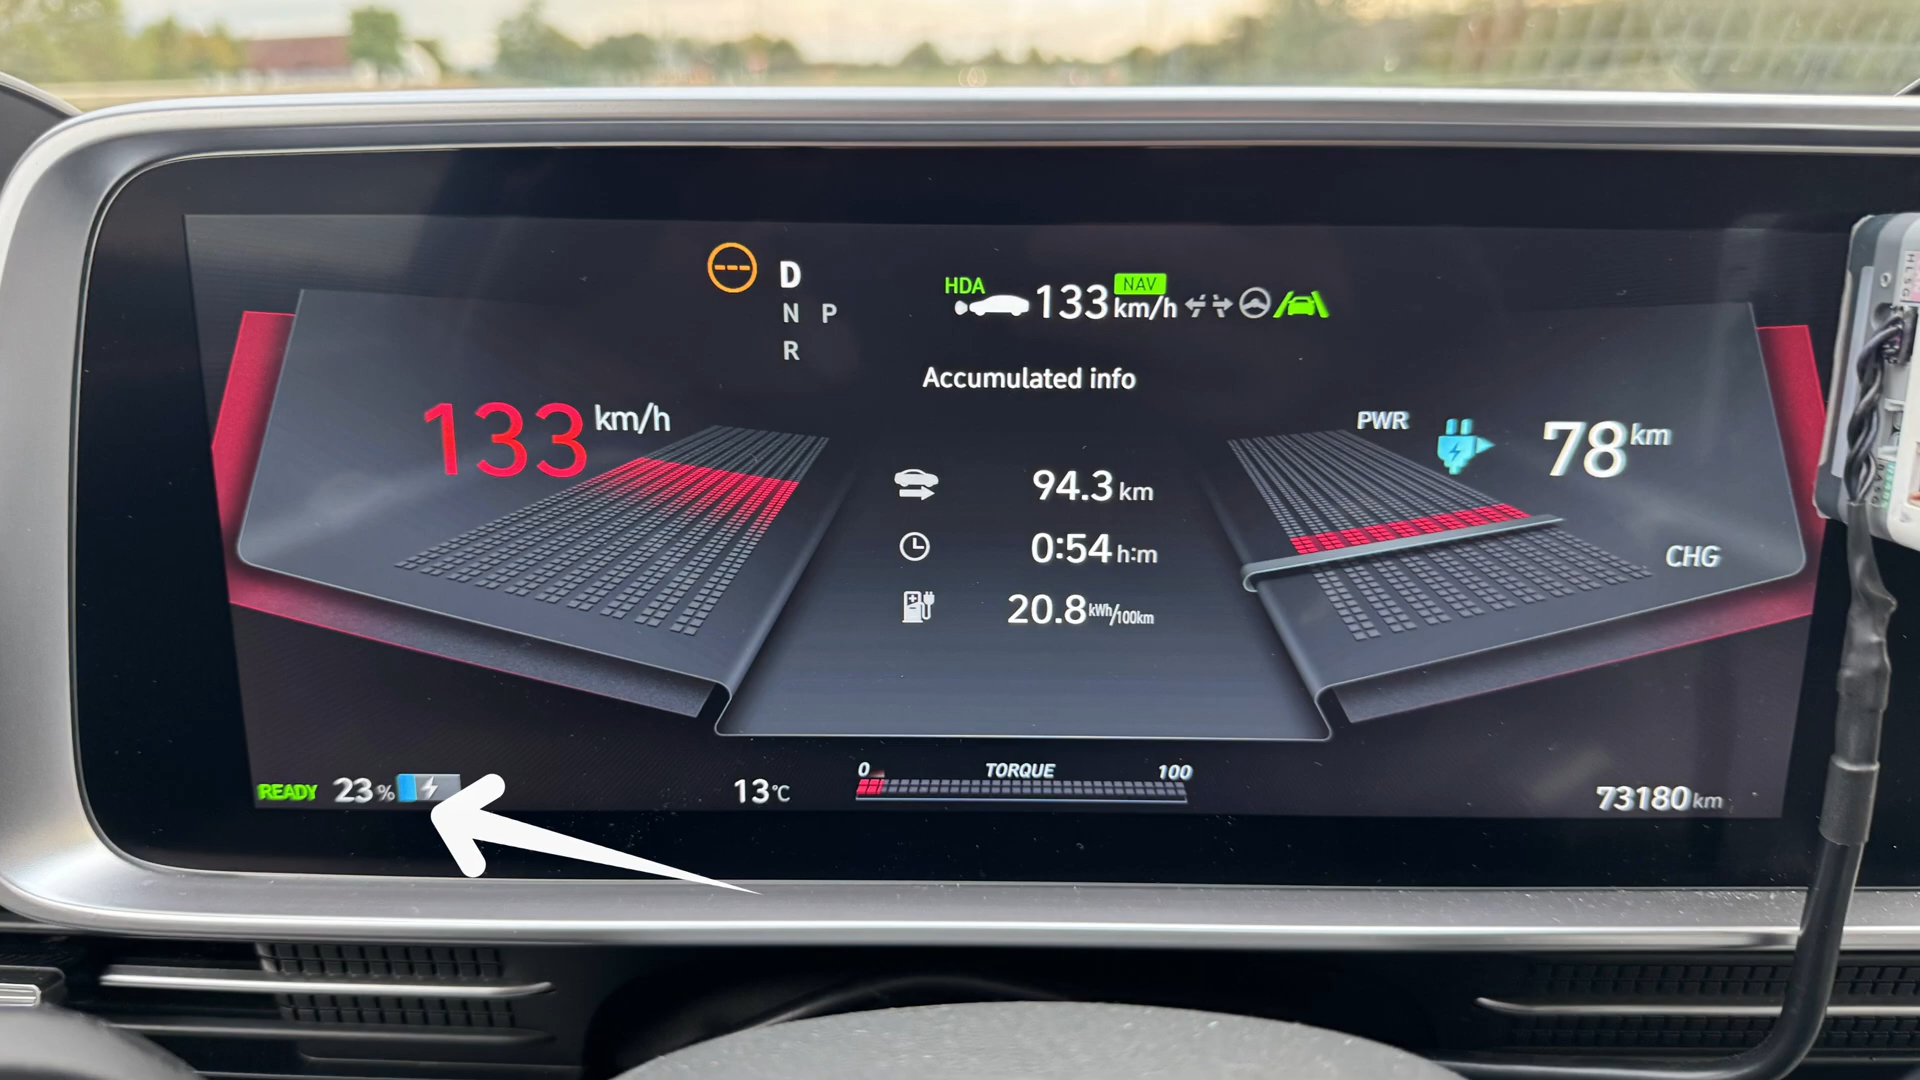 D
N P
R
HDA
133 km/h
NAV
Accumulated info
133 km/h
PWR
78 km
94.3 km
0:54 h:m
20.8 kWh/100km
CHG
READY 23%
13°C
0 TORQUE 100
73180 km